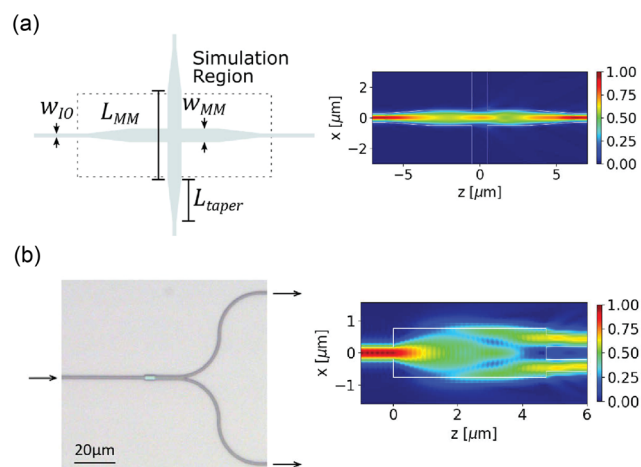 (a)
Simulation
Region
w_IO
L_MM
w_MM
L_taper
x [μm]
2
0
−2
−5
0
5
z [μm]
1.00
0.75
0.50
0.25
0.00
(b)
20μm
x [μm]
1
0
−1
0
2
4
6
z [μm]
1.00
0.75
0.50
0.25
0.00